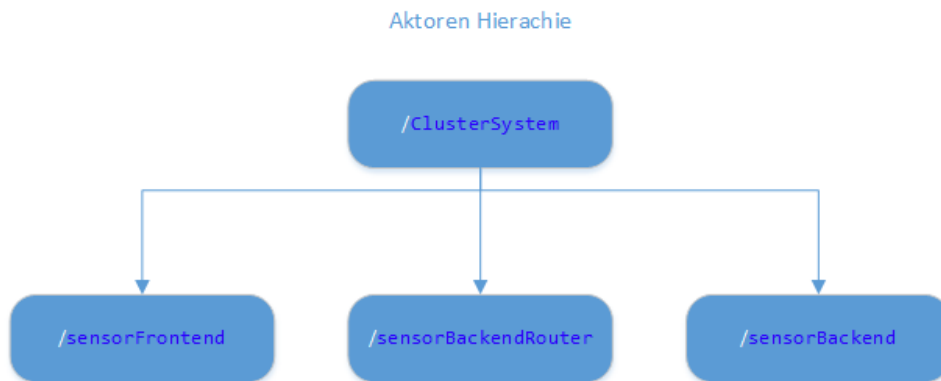 Aktoren Hierachie
/ClusterSystem
/sensorFrontend
/sensorBackendRouter
/sensorBackend